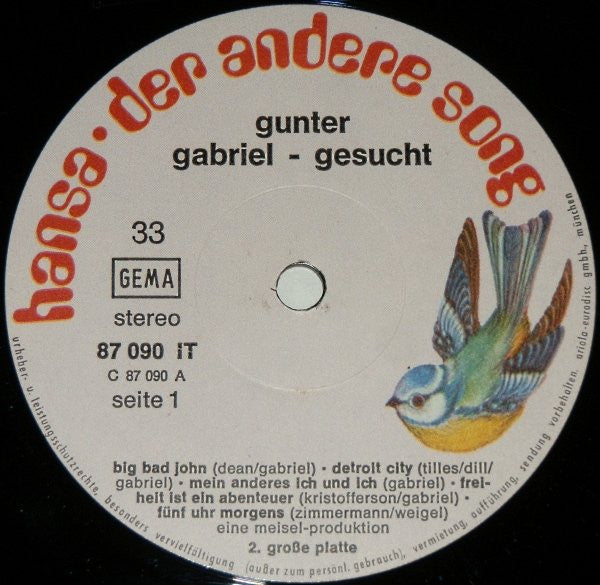 hansa · der andere song
gunter
gabriel - gesucht
33
GEMA
stereo
87 090 iT
C 87 090 A
seite 1
big bad john (dean/gabriel) · detroit city (tilles/dill/
gabriel) · mein anderes ich und ich (gabriel) · frei-
heit ist ein abenteuer (kristofferson/gabriel) ·
fünf uhr morgens (zimmermann/weigel)
eine meisel-produktion
2. große platte
urheber- u. leistungsschutzrechte, besonders vervielfältigung (außer zum persönl. gebrauch), vermietung, aufführung, sendung vorbehalten. ariola-eurodisc gmbh., münchen